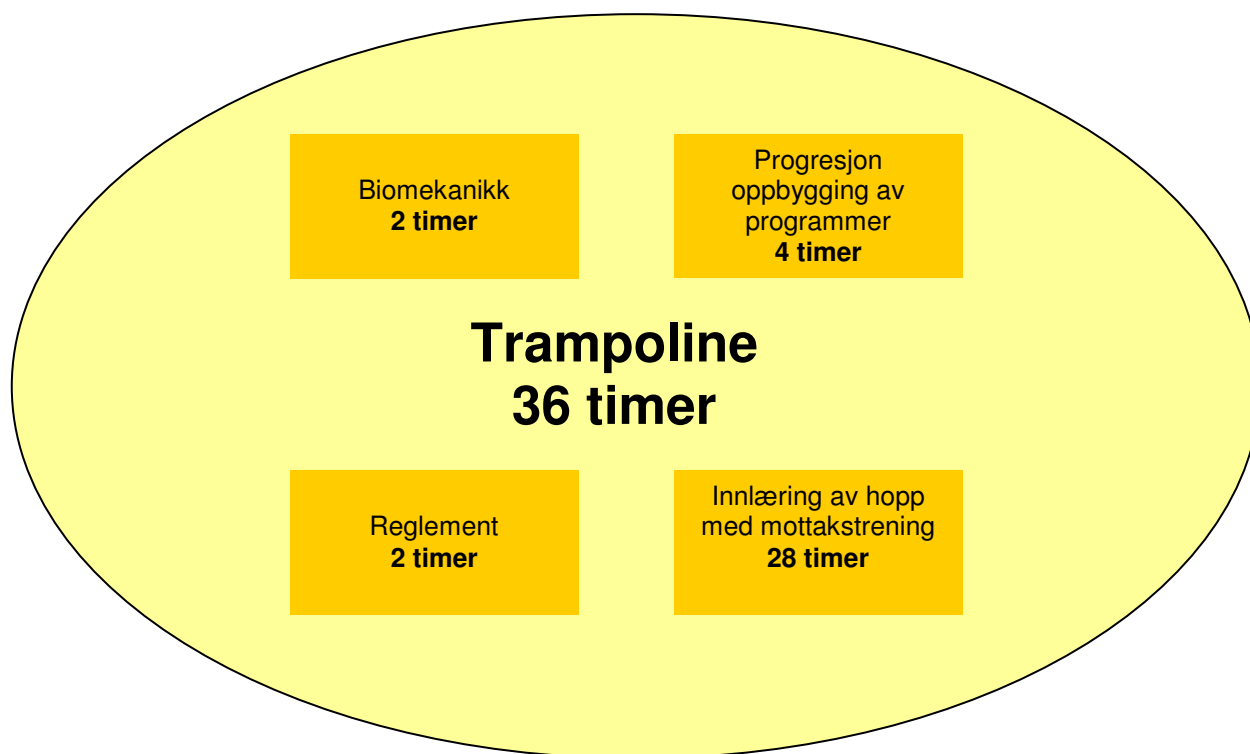 Biomekanikk
2 timer
Progresjon
oppbygging av
programmer
4 timer
Trampoline
36 timer
Reglement
2 timer
Innlæring av hopp
med mottakstrening
28 timer